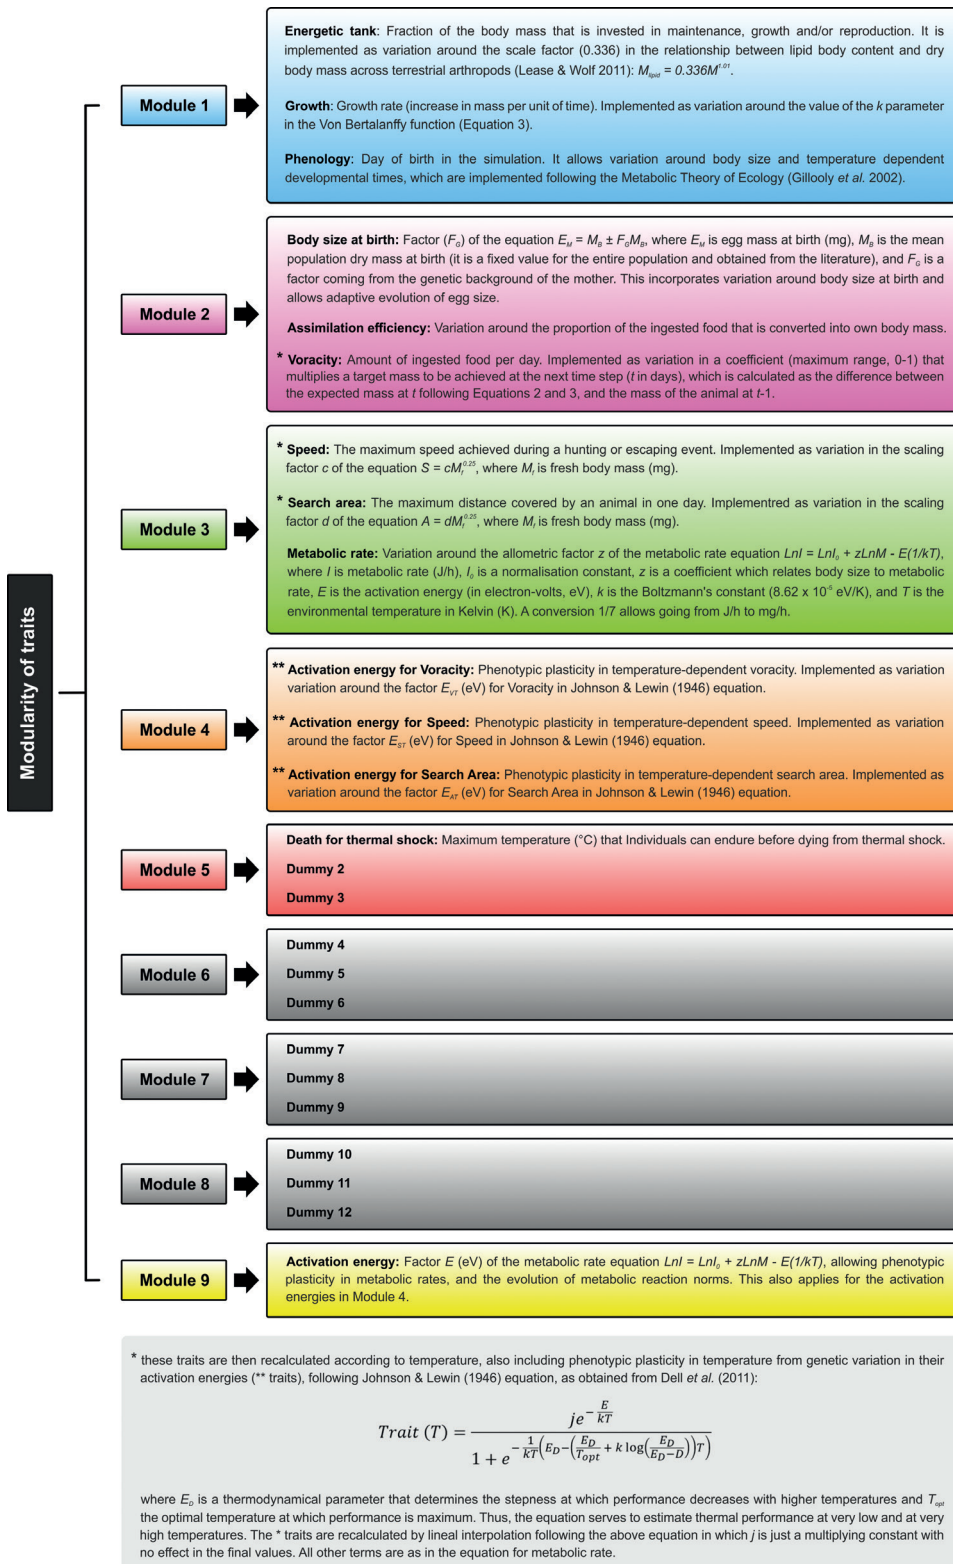 Modularity of traits
Module 1
Energetic tank: Fraction of the body mass that is invested in maintenance, growth and/or reproduction. It is
implemented as variation around the scale factor (0.336) in the relationship between lipid body content and dry
body mass across terrestrial arthropods (Lease & Wolf 2011): M_lipid = 0.336M^1.01.
Growth: Growth rate (increase in mass per unit of time). Implemented as variation around the value of the k parameter
in the Von Bertalanffy function (Equation 3).
Phenology: Day of birth in the simulation. It allows variation around body size and temperature dependent
developmental times, which are implemented following the Metabolic Theory of Ecology (Gillooly et al. 2002).
Module 2
Body size at birth: Factor (F_G) of the equation E_M = M_B ± F_GM_B, where E_M is egg mass at birth (mg), M_B is the mean
population dry mass at birth (it is a fixed value for the entire population and obtained from the literature), and F_G is a
factor coming from the genetic background of the mother. This incorporates variation around body size at birth and
allows adaptive evolution of egg size.
Assimilation efficiency: Variation around the proportion of the ingested food that is converted into own body mass.
* Voracity: Amount of ingested food per day. Implemented as variation in a coefficient (maximum range, 0-1) that
multiplies a target mass to be achieved at the next time step (t in days), which is calculated as the difference between
the expected mass at t following Equations 2 and 3, and the mass of the animal at t-1.
Module 3
* Speed: The maximum speed achieved during a hunting or escaping event. Implemented as variation in the scaling
factor c of the equation S = cM_f^0.25, where M_f is fresh body mass (mg).
* Search area: The maximum distance covered by an animal in one day. Implementred as variation in the scaling
factor d of the equation A = dM_f^0.25, where M_f is fresh body mass (mg).
Metabolic rate: Variation around the allometric factor z of the metabolic rate equation LnI = LnI_0 + zLnM - E(1/kT),
where I is metabolic rate (J/h), I_0 is a normalisation constant, z is a coefficient which relates body size to metabolic
rate, E is the activation energy (in electron-volts, eV), k is the Boltzmann's constant (8.62 x 10^-5 eV/K), and T is the
environmental temperature in Kelvin (K). A conversion 1/7 allows going from J/h to mg/h.
Module 4
** Activation energy for Voracity: Phenotypic plasticity in temperature-dependent voracity. Implemented as variation
variation around the factor E_VT (eV) for Voracity in Johnson & Lewin (1946) equation.
** Activation energy for Speed: Phenotypic plasticity in temperature-dependent speed. Implemented as variation
around the factor E_ST (eV) for Speed in Johnson & Lewin (1946) equation.
** Activation energy for Search Area: Phenotypic plasticity in temperature-dependent search area. Implemented as
variation around the factor E_AT (eV) for Search Area in Johnson & Lewin (1946) equation.
Module 5
Death for thermal shock: Maximum temperature (°C) that Individuals can endure before dying from thermal shock.
Dummy 2
Dummy 3
Module 6
Dummy 4
Dummy 5
Dummy 6
Module 7
Dummy 7
Dummy 8
Dummy 9
Module 8
Dummy 10
Dummy 11
Dummy 12
Module 9
Activation energy: Factor E (eV) of the metabolic rate equation LnI = LnI_0 + zLnM - E(1/kT), allowing phenotypic
plasticity in metabolic rates, and the evolution of metabolic reaction norms. This also applies for the activation
energies in Module 4.
* these traits are then recalculated according to temperature, also including phenotypic plasticity in temperature from genetic variation in their
activation energies (** traits), following Johnson & Lewin (1946) equation, as obtained from Dell et al. (2011):
Trait (T) = je^(-E/kT) / (1 + e^(-1/kT(E_D-(E_D/T_opt + k log(E_D/E_D-D))T)))
where E_D is a thermodynamical parameter that determines the stepness at which performance decreases with higher temperatures and T_opt
the optimal temperature at which performance is maximum. Thus, the equation serves to estimate thermal performance at very low and at very
high temperatures. The * traits are recalculated by lineal interpolation following the above equation in which j is just a multiplying constant with
no effect in the final values. All other terms are as in the equation for metabolic rate.